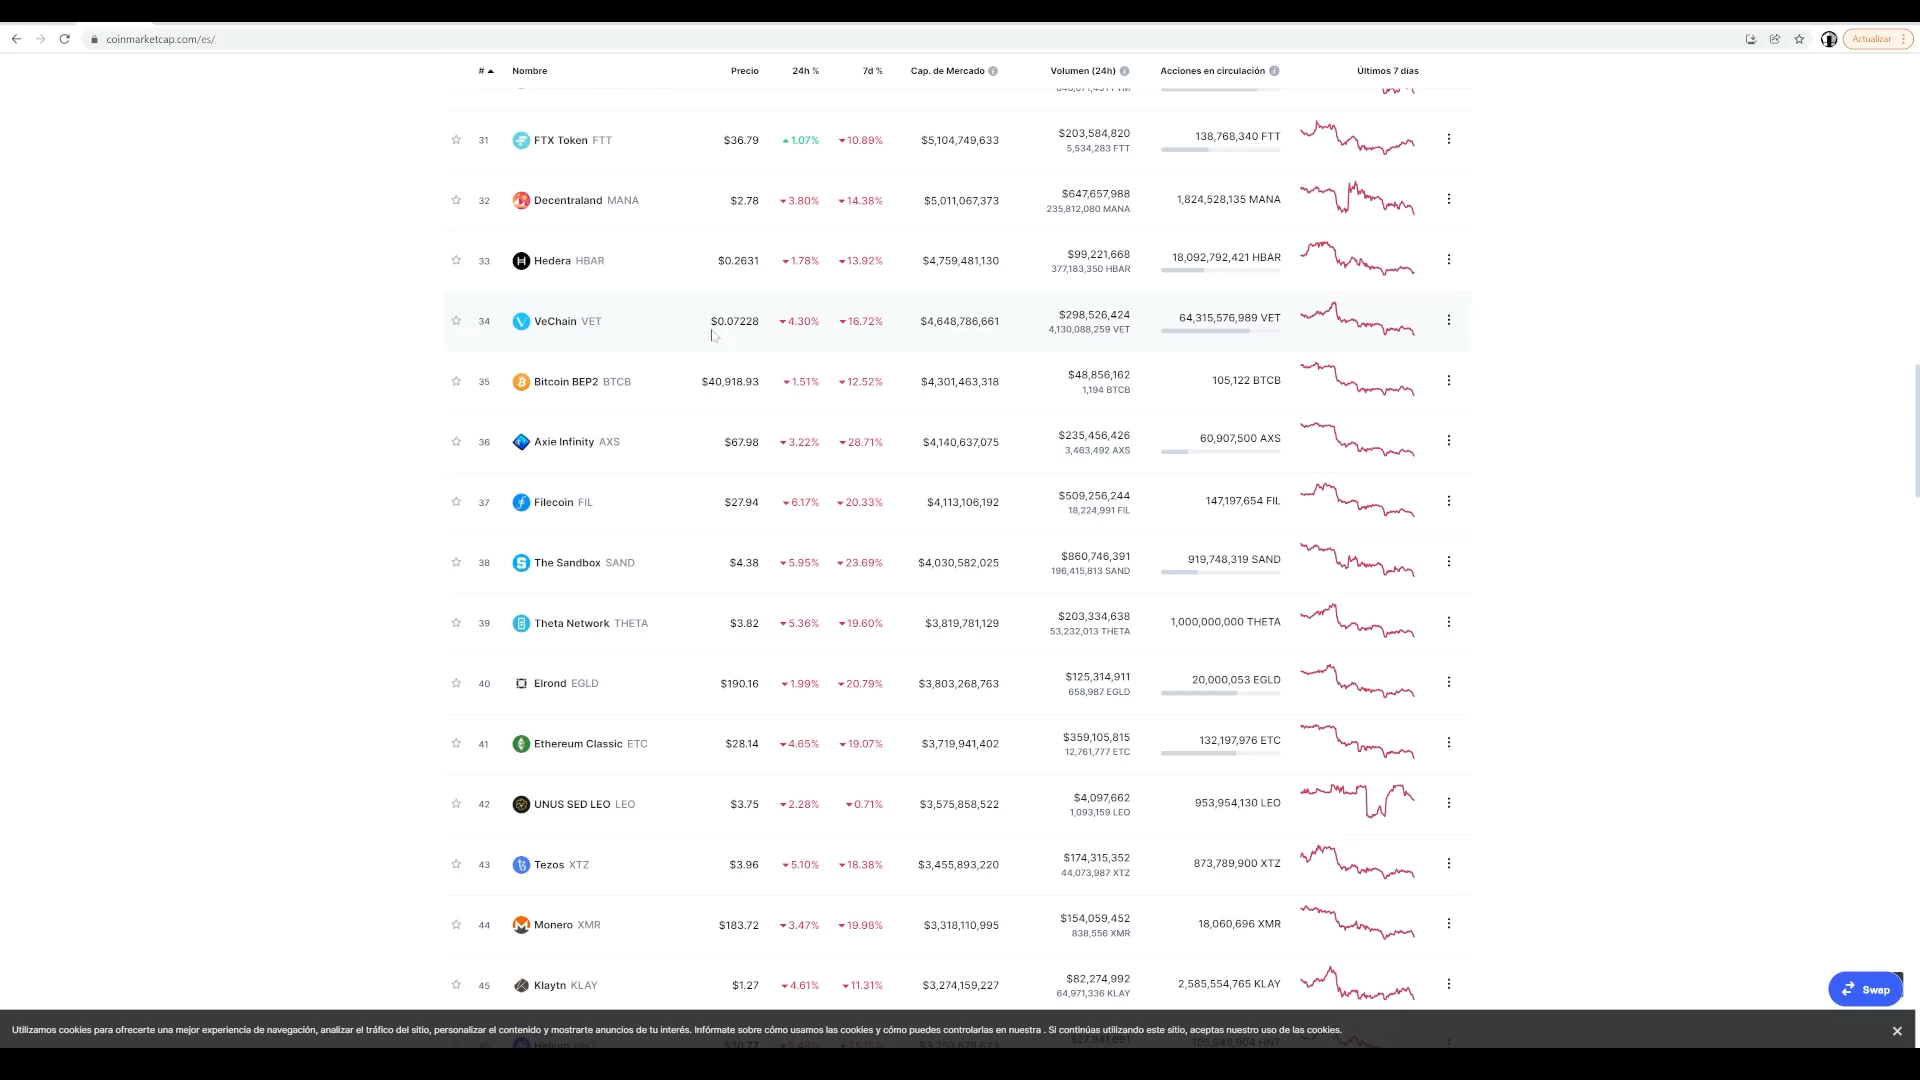 coinmarketcap.com/es/
Actualizar
# Nombre Precio 24h % 7d % Cap. de Mercado Volumen (24h) Acciones en circulación Últimos 7 días
31 FTX Token FTT $36.79 1.07% 10.89% $5,104,749,633 $203,584,820 138,768,340 FTT
5,534,283 FTT
32 Decentraland MANA $2.78 3.80% 14.38% $5,011,067,373 $647,657,988 1,824,528,135 MANA
235,812,080 MANA
33 Hedera HBAR $0.2631 1.78% 13.92% $4,759,481,130 $99,221,668 18,092,792,421 HBAR
377,183,350 HBAR
34 VeChain VET $0.07228 4.30% 16.72% $4,648,786,661 $298,526,424 64,315,576,989 VET
4,130,088,259 VET
35 Bitcoin BEP2 BTCB $40,918.93 1.51% 12.52% $4,301,463,318 $48,856,162 105,122 BTCB
1,194 BTCB
36 Axie Infinity AXS $67.98 3.22% 28.71% $4,140,637,075 $235,456,426 60,907,500 AXS
3,463,492 AXS
37 Filecoin FIL $27.94 6.17% 20.33% $4,113,106,192 $509,256,244 147,197,654 FIL
18,224,991 FIL
38 The Sandbox SAND $4.38 5.95% 23.69% $4,030,582,025 $860,746,391 919,748,319 SAND
196,415,813 SAND
39 Theta Network THETA $3.82 5.36% 19.60% $3,819,781,129 $203,334,638 1,000,000,000 THETA
53,232,013 THETA
40 Elrond EGLD $190.16 1.99% 20.79% $3,803,268,763 $125,314,911 20,000,053 EGLD
658,987 EGLD
41 Ethereum Classic ETC $28.14 4.65% 19.07% $3,719,941,402 $359,105,815 132,197,976 ETC
12,761,777 ETC
42 UNUS SED LEO LEO $3.75 2.28% 0.71% $3,575,858,522 $4,097,662 953,954,130 LEO
1,093,159 LEO
43 Tezos XTZ $3.96 5.10% 18.38% $3,455,893,220 $174,315,352 873,789,900 XTZ
44,073,987 XTZ
44 Monero XMR $183.72 3.47% 19.98% $3,318,110,995 $154,059,452 18,060,696 XMR
838,556 XMR
45 Klaytn KLAY $1.27 4.61% 11.31% $3,274,159,227 $82,274,992 2,585,554,765 KLAY
64,971,336 KLAY
Swap
Utilizamos cookies para ofrecerte una mejor experiencia de navegación, analizar el tráfico del sitio, personalizar el contenido y mostrarte anuncios de tu interés. Infórmate sobre cómo usamos las cookies y cómo puedes controlarlas en nuestra . Si continúas utilizando este sitio, aceptas nuestro uso de las cookies.